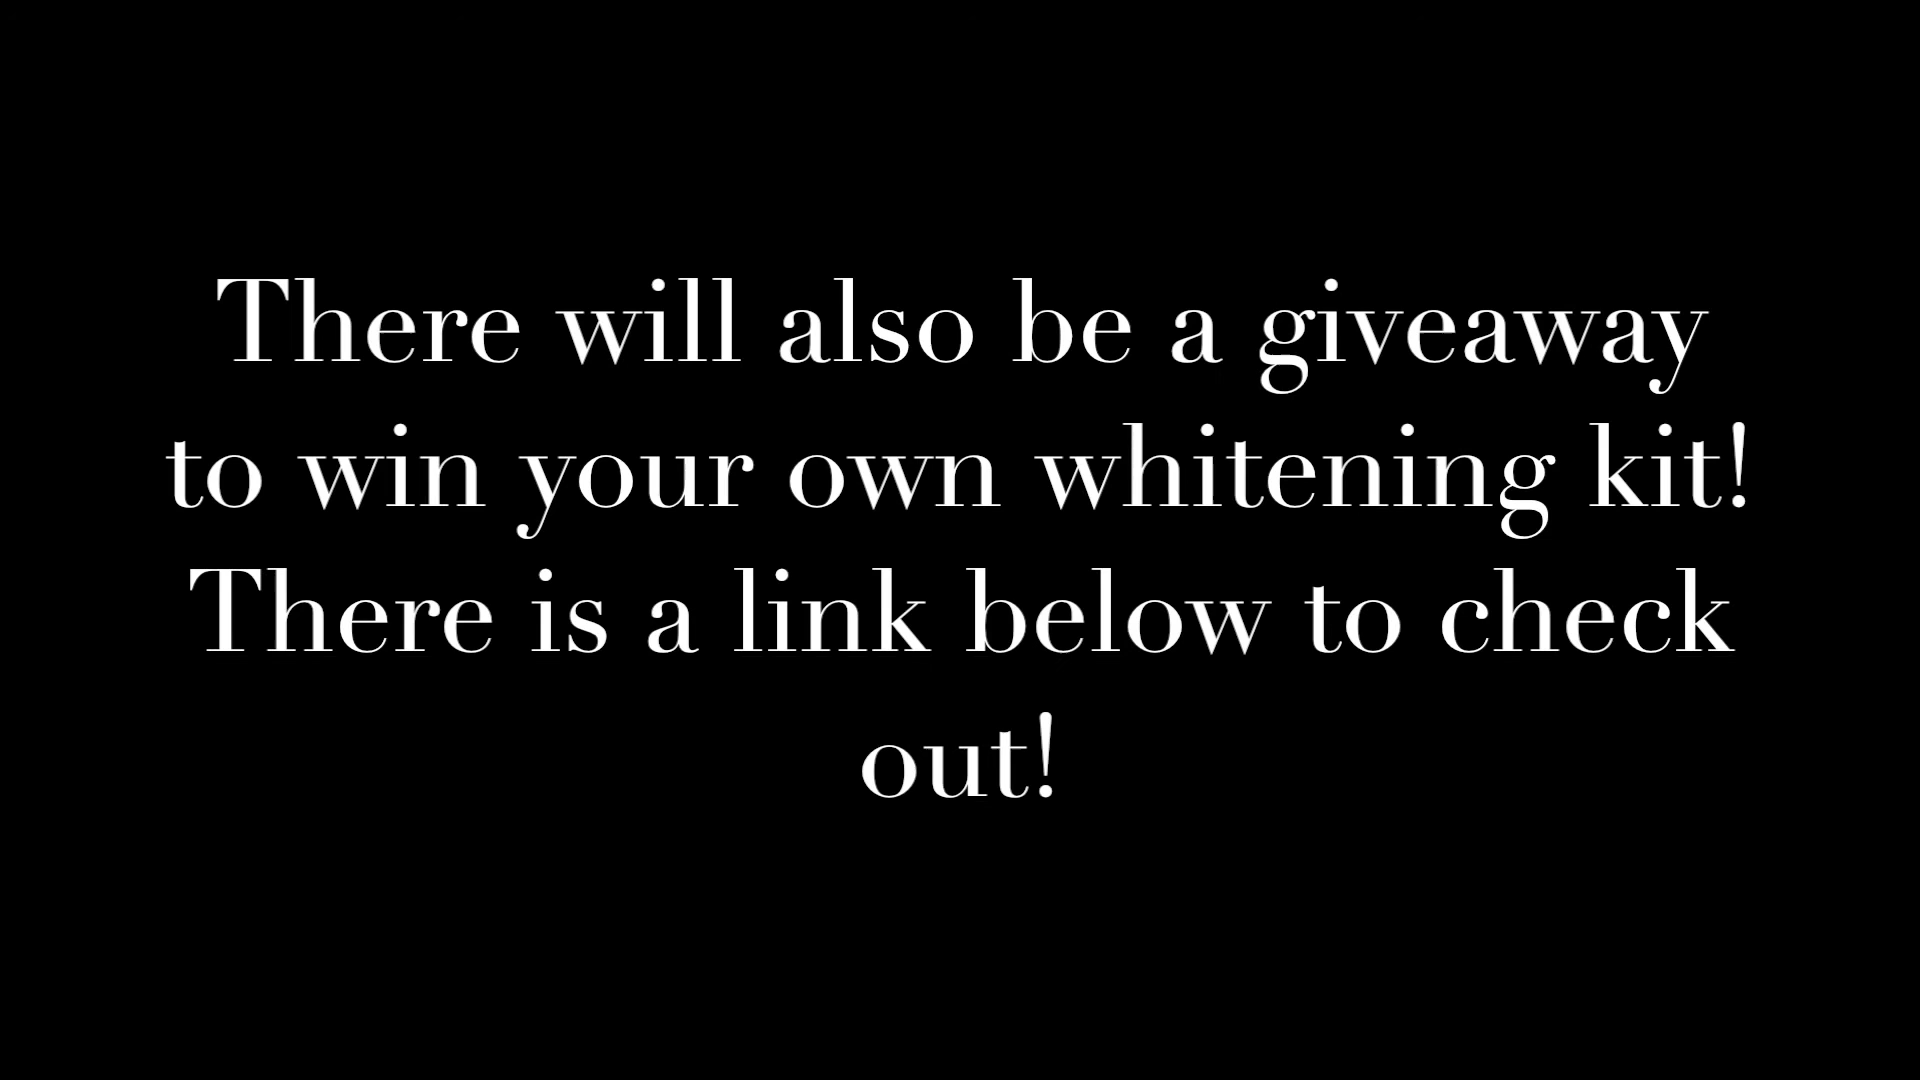 There will also be a giveaway
to win your own whitening kit!
There is a link below to check
out!